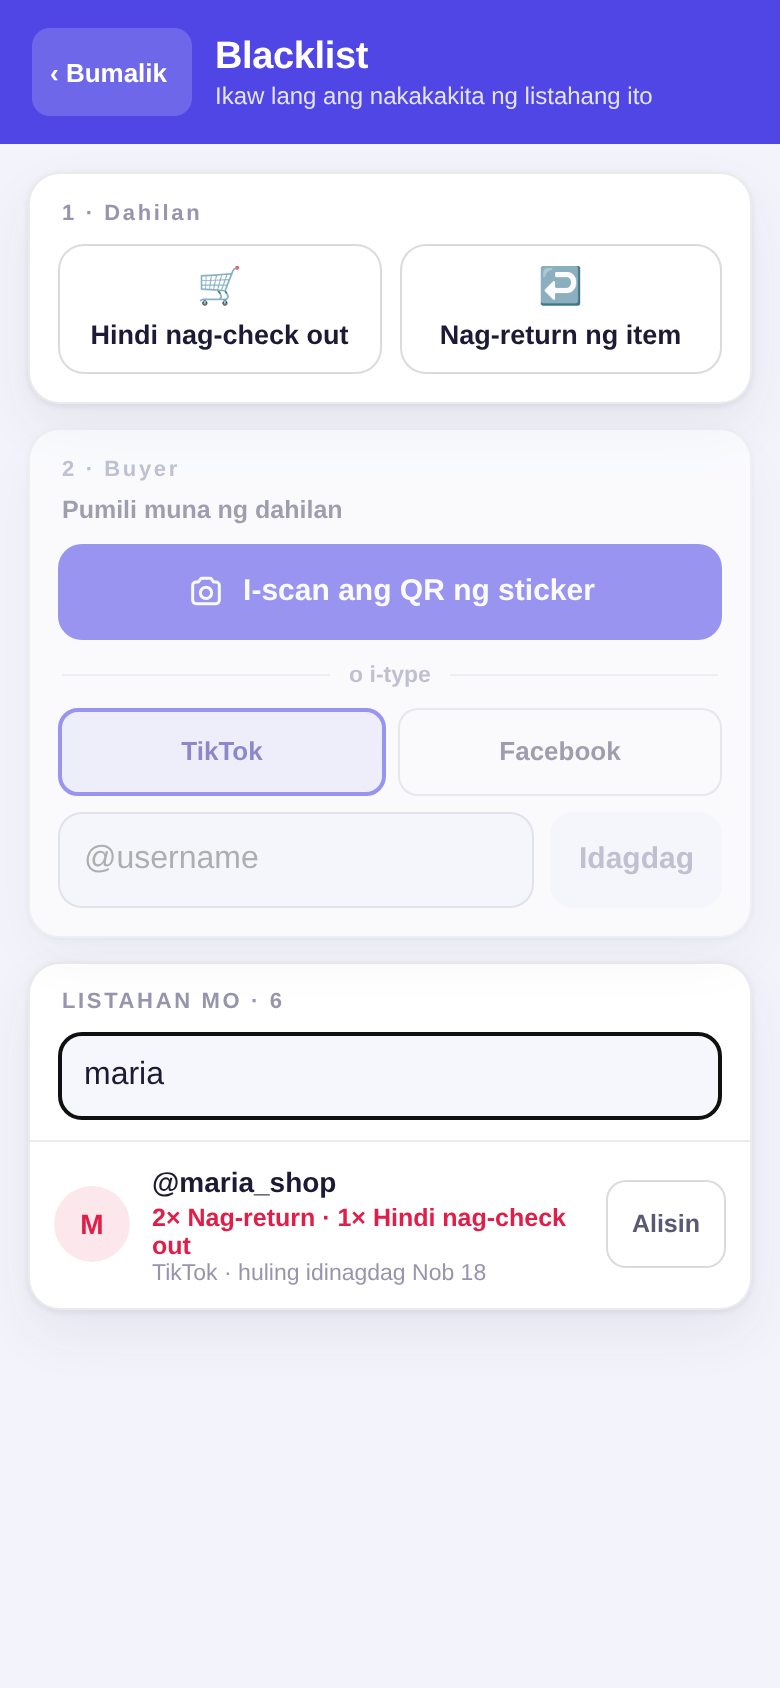 ‹ Bumalik
Blacklist
Ikaw lang ang nakakakita ng listahang ito
1 · Dahilan
Hindi nag-check out
Nag-return ng item
2 · Buyer
Pumili muna ng dahilan
I-scan ang QR ng sticker
o i-type
TikTok
Facebook
@username
Idagdag
LISTAHAN MO · 6
maria
M
@maria_shop
2× Nag-return · 1× Hindi nag-check
out
TikTok · huling idinagdag Nob 18
Alisin